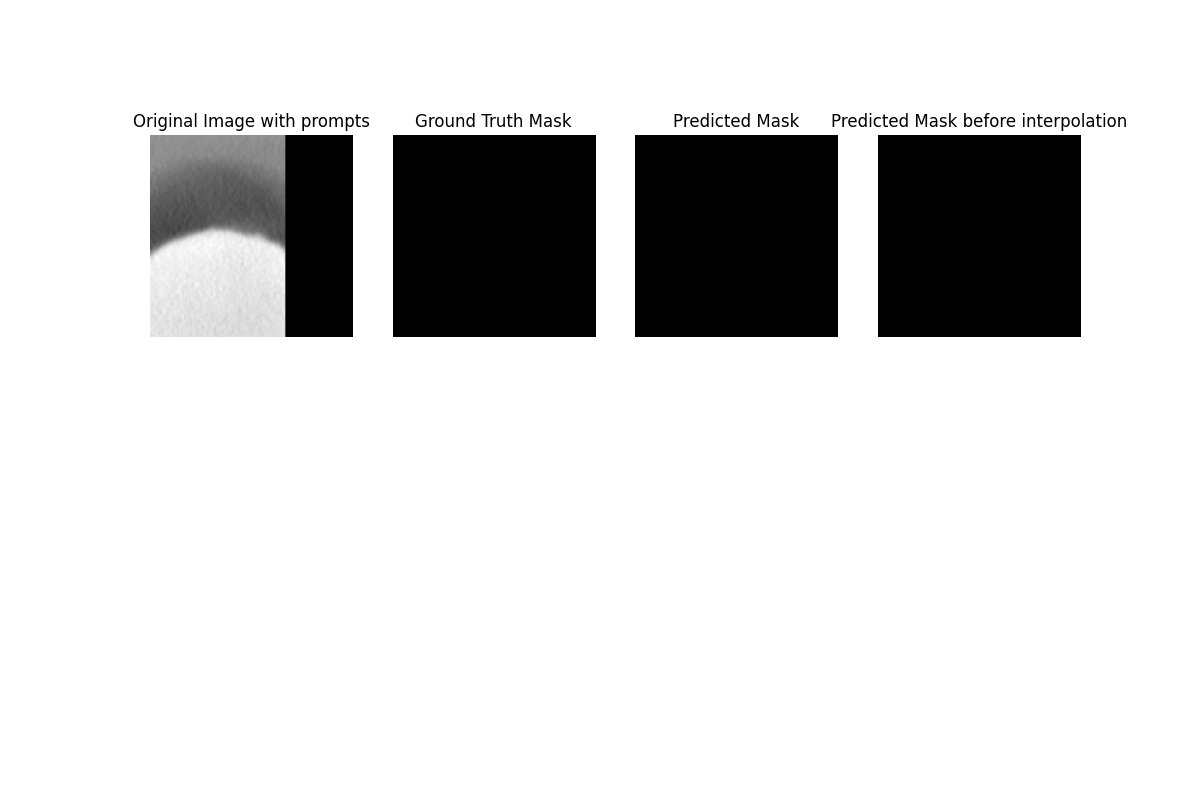 Original Image with prompts
Ground Truth Mask
Predicted Mask
Predicted Mask before interpolation